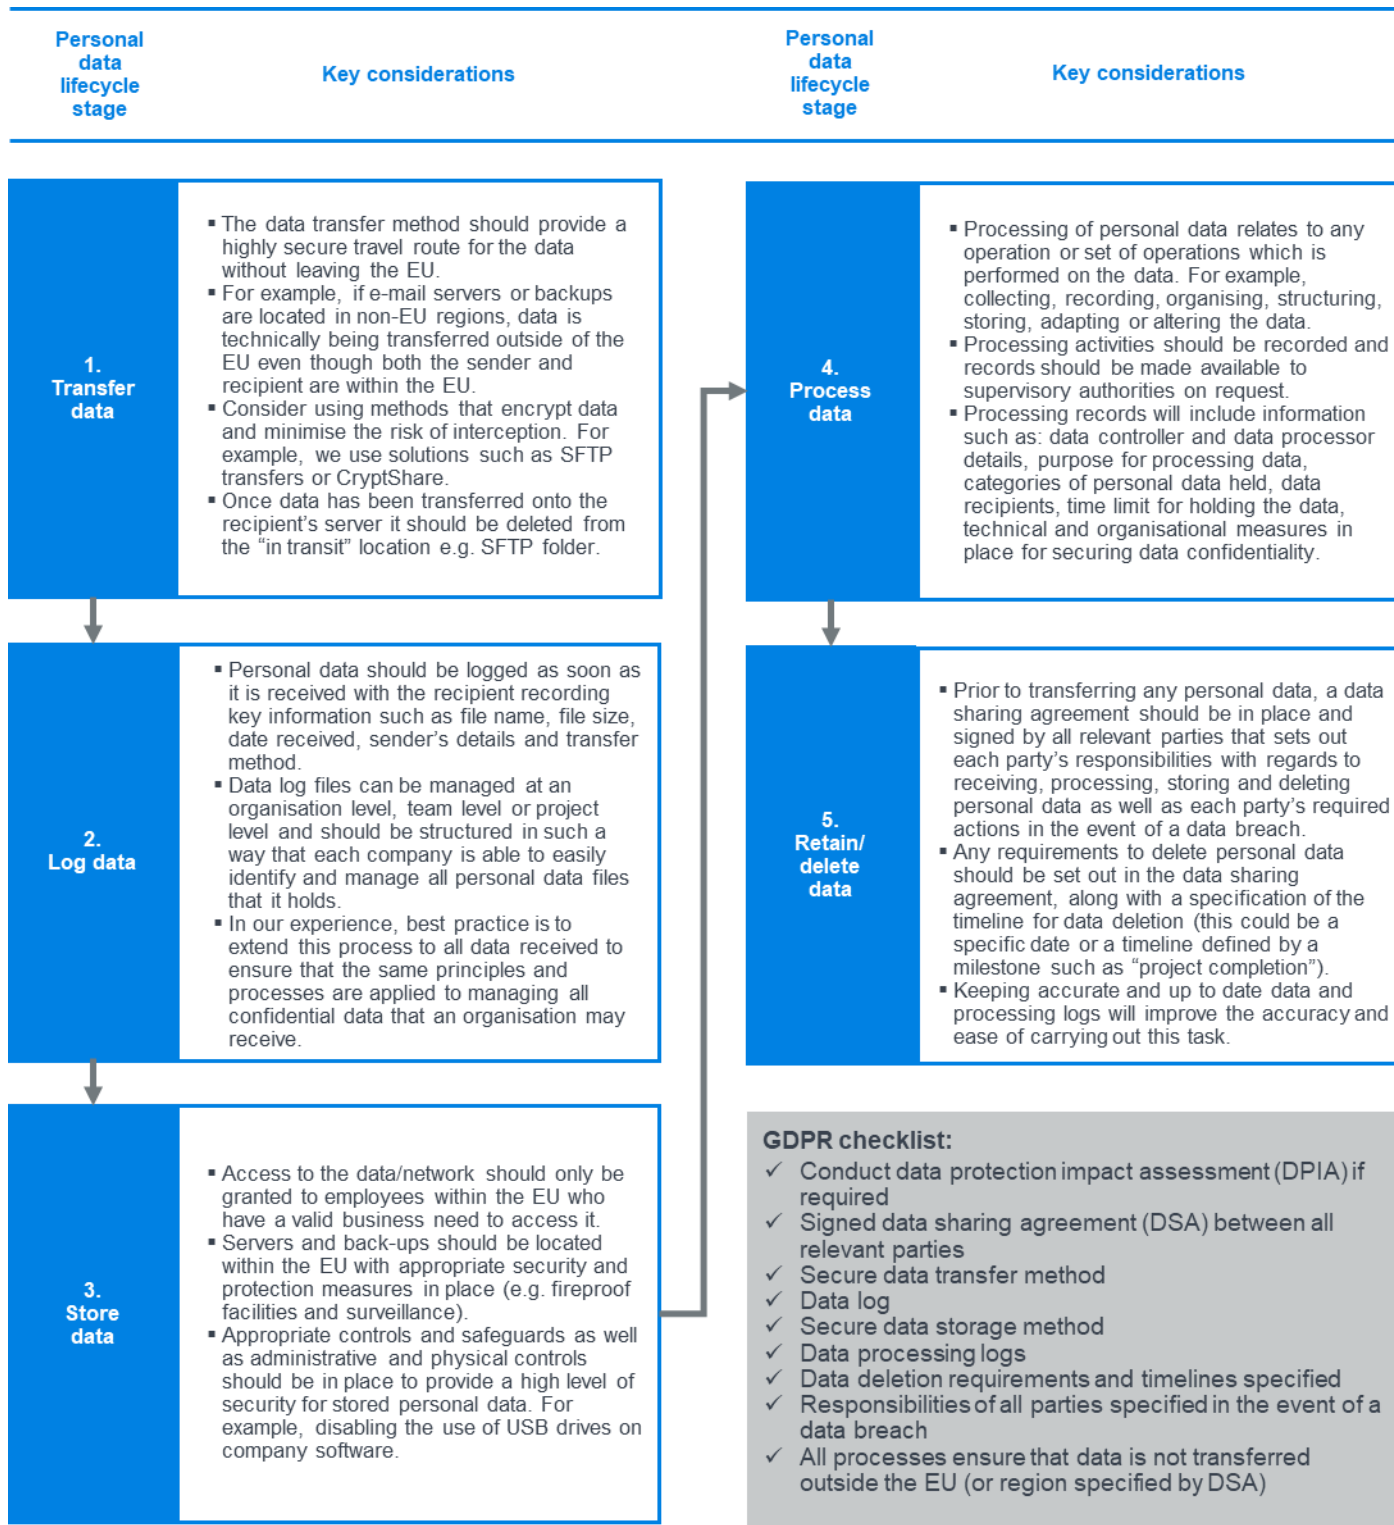 Personal
data
lifecycle
stage
Key considerations
Personal
data
lifecycle
stage
Key considerations
1.
Transfer
data
▪ The data transfer method should provide a
highly secure travel route for the data
without leaving the EU.
▪ For example, if e-mail servers or backups
are located in non-EU regions, data is
technically being transferred outside of the
EU even though both the sender and
recipient are within the EU.
▪ Consider using methods that encrypt data
and minimise the risk of interception. For
example, we use solutions such as SFTP
transfers or CryptShare.
▪ Once data has been transferred onto the
recipient's server it should be deleted from
the “in transit” location e.g. SFTP folder.
2.
Log data
▪ Personal data should be logged as soon as
it is received with the recipient recording
key information such as file name, file size,
date received, sender's details and transfer
method.
▪ Data log files can be managed at an
organisation level, team level or project
level and should be structured in such a
way that each company is able to easily
identify and manage all personal data files
that it holds.
▪ In our experience, best practice is to
extend this process to all data received to
ensure that the same principles and
processes are applied to managing all
confidential data that an organisation may
receive.
3.
Store
data
▪ Access to the data/network should only be
granted to employees within the EU who
have a valid business need to access it.
▪ Servers and back-ups should be located
within the EU with appropriate security and
protection measures in place (e.g. fireproof
facilities and surveillance).
▪ Appropriate controls and safeguards as well
as administrative and physical controls
should be in place to provide a high level of
security for stored personal data. For
example, disabling the use of USB drives on
company software.
4.
Process
data
▪ Processing of personal data relates to any
operation or set of operations which is
performed on the data. For example,
collecting, recording, organising, structuring,
storing, adapting or altering the data.
▪ Processing activities should be recorded and
records should be made available to
supervisory authorities on request.
▪ Processing records will include information
such as: data controller and data processor
details, purpose for processing data,
categories of personal data held, data
recipients, time limit for holding the data,
technical and organisational measures in
place for securing data confidentiality.
5.
Retain/
delete
data
▪ Prior to transferring any personal data, a data
sharing agreement should be in place and
signed by all relevant parties that sets out
each party's responsibilities with regards to
receiving, processing, storing and deleting
personal data as well as each party's required
actions in the event of a data breach.
▪ Any requirements to delete personal data
should be set out in the data sharing
agreement, along with a specification of the
timeline for data deletion (this could be a
specific date or a timeline defined by a
milestone such as “project completion”).
▪ Keeping accurate and up to date data and
processing logs will improve the accuracy and
ease of carrying out this task.
GDPR checklist:
✓ Conduct data protection impact assessment (DPIA) if
required
✓ Signed data sharing agreement (DSA) between all
relevant parties
✓ Secure data transfer method
✓ Data log
✓ Secure data storage method
✓ Data processing logs
✓ Data deletion requirements and timelines specified
✓ Responsibilities of all parties specified in the event of a
data breach
✓ All processes ensure that data is not transferred
outside the EU (or region specified by DSA)